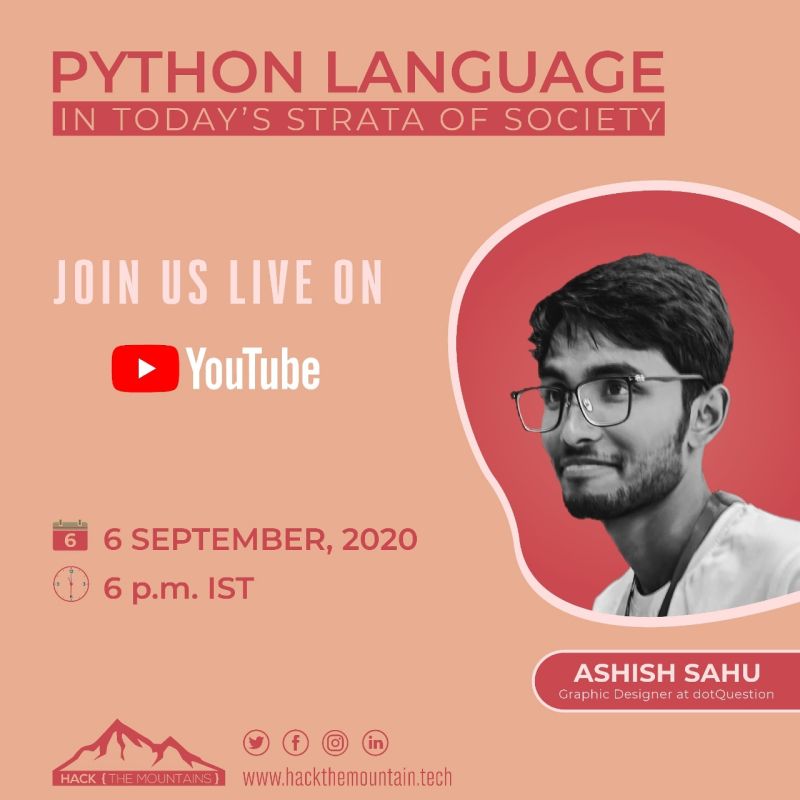 PYTHON LANGUAGE
IN TODAY'S STRATA OF SOCIETY
JOIN US LIVE ON
YouTube
6
6 SEPTEMBER, 2020
6 p.m. IST
ASHISH SAHU
Graphic Designer at dotQuestion
HACK {THE MOUNTAINS}
www.hackthemountain.tech